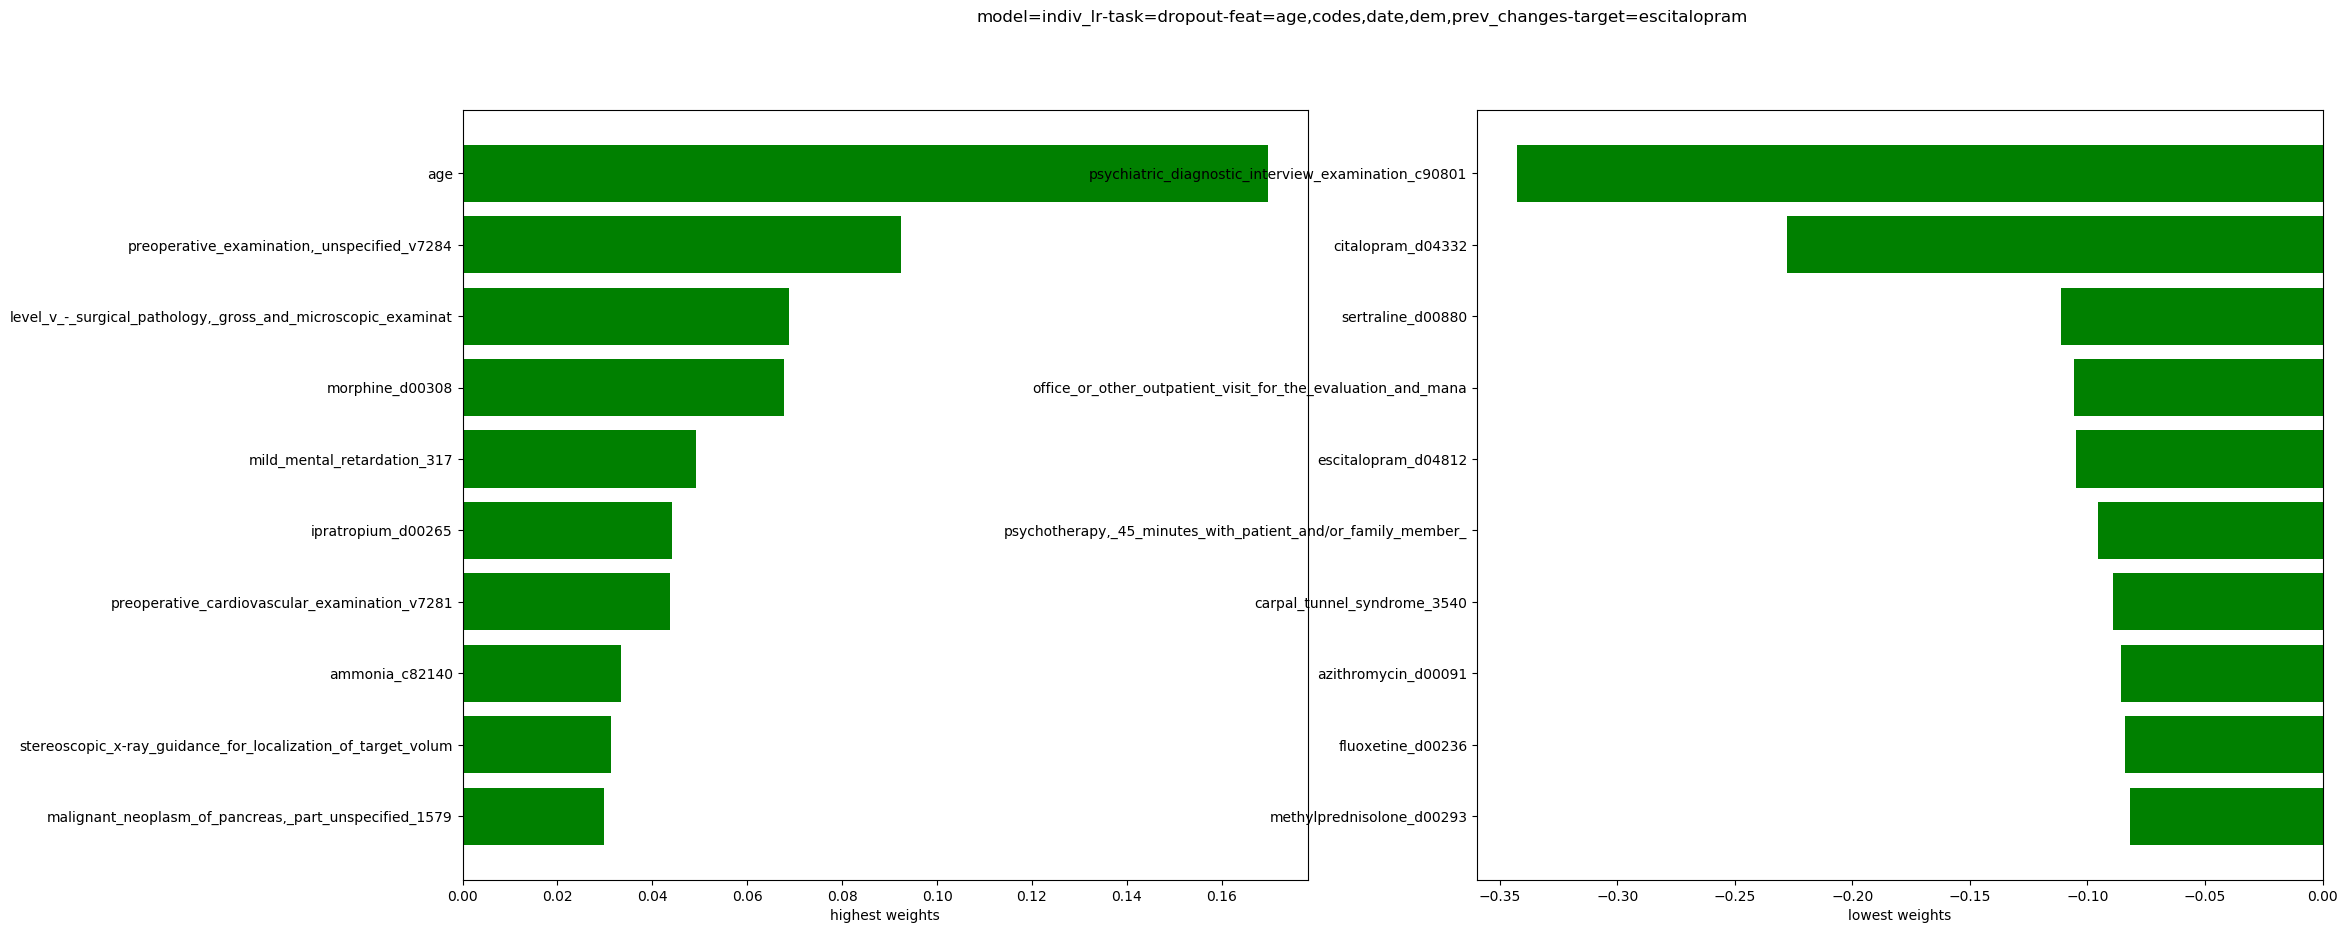 model=indiv_lr-task=dropout-feat=age,codes,date,dem,prev_changes-target=escitalopram
age
preoperative_examination,_unspecified_v7284
level_v_-_surgical_pathology,_gross_and_microscopic_examinat
morphine_d00308
mild_mental_retardation_317
ipratropium_d00265
preoperative_cardiovascular_examination_v7281
ammonia_c82140
stereoscopic_x-ray_guidance_for_localization_of_target_volum
malignant_neoplasm_of_pancreas,_part_unspecified_1579
0.00 0.02 0.04 0.06 0.08 0.10 0.12 0.14 0.16
highest weights
psychiatric_diagnostic_interview_examination_c90801
citalopram_d04332
sertraline_d00880
office_or_other_outpatient_visit_for_the_evaluation_and_mana
escitalopram_d04812
psychotherapy,_45_minutes_with_patient_and/or_family_member_
carpal_tunnel_syndrome_3540
azithromycin_d00091
fluoxetine_d00236
methylprednisolone_d00293
−0.35 −0.30 −0.25 −0.20 −0.15 −0.10 −0.05 0.00
lowest weights